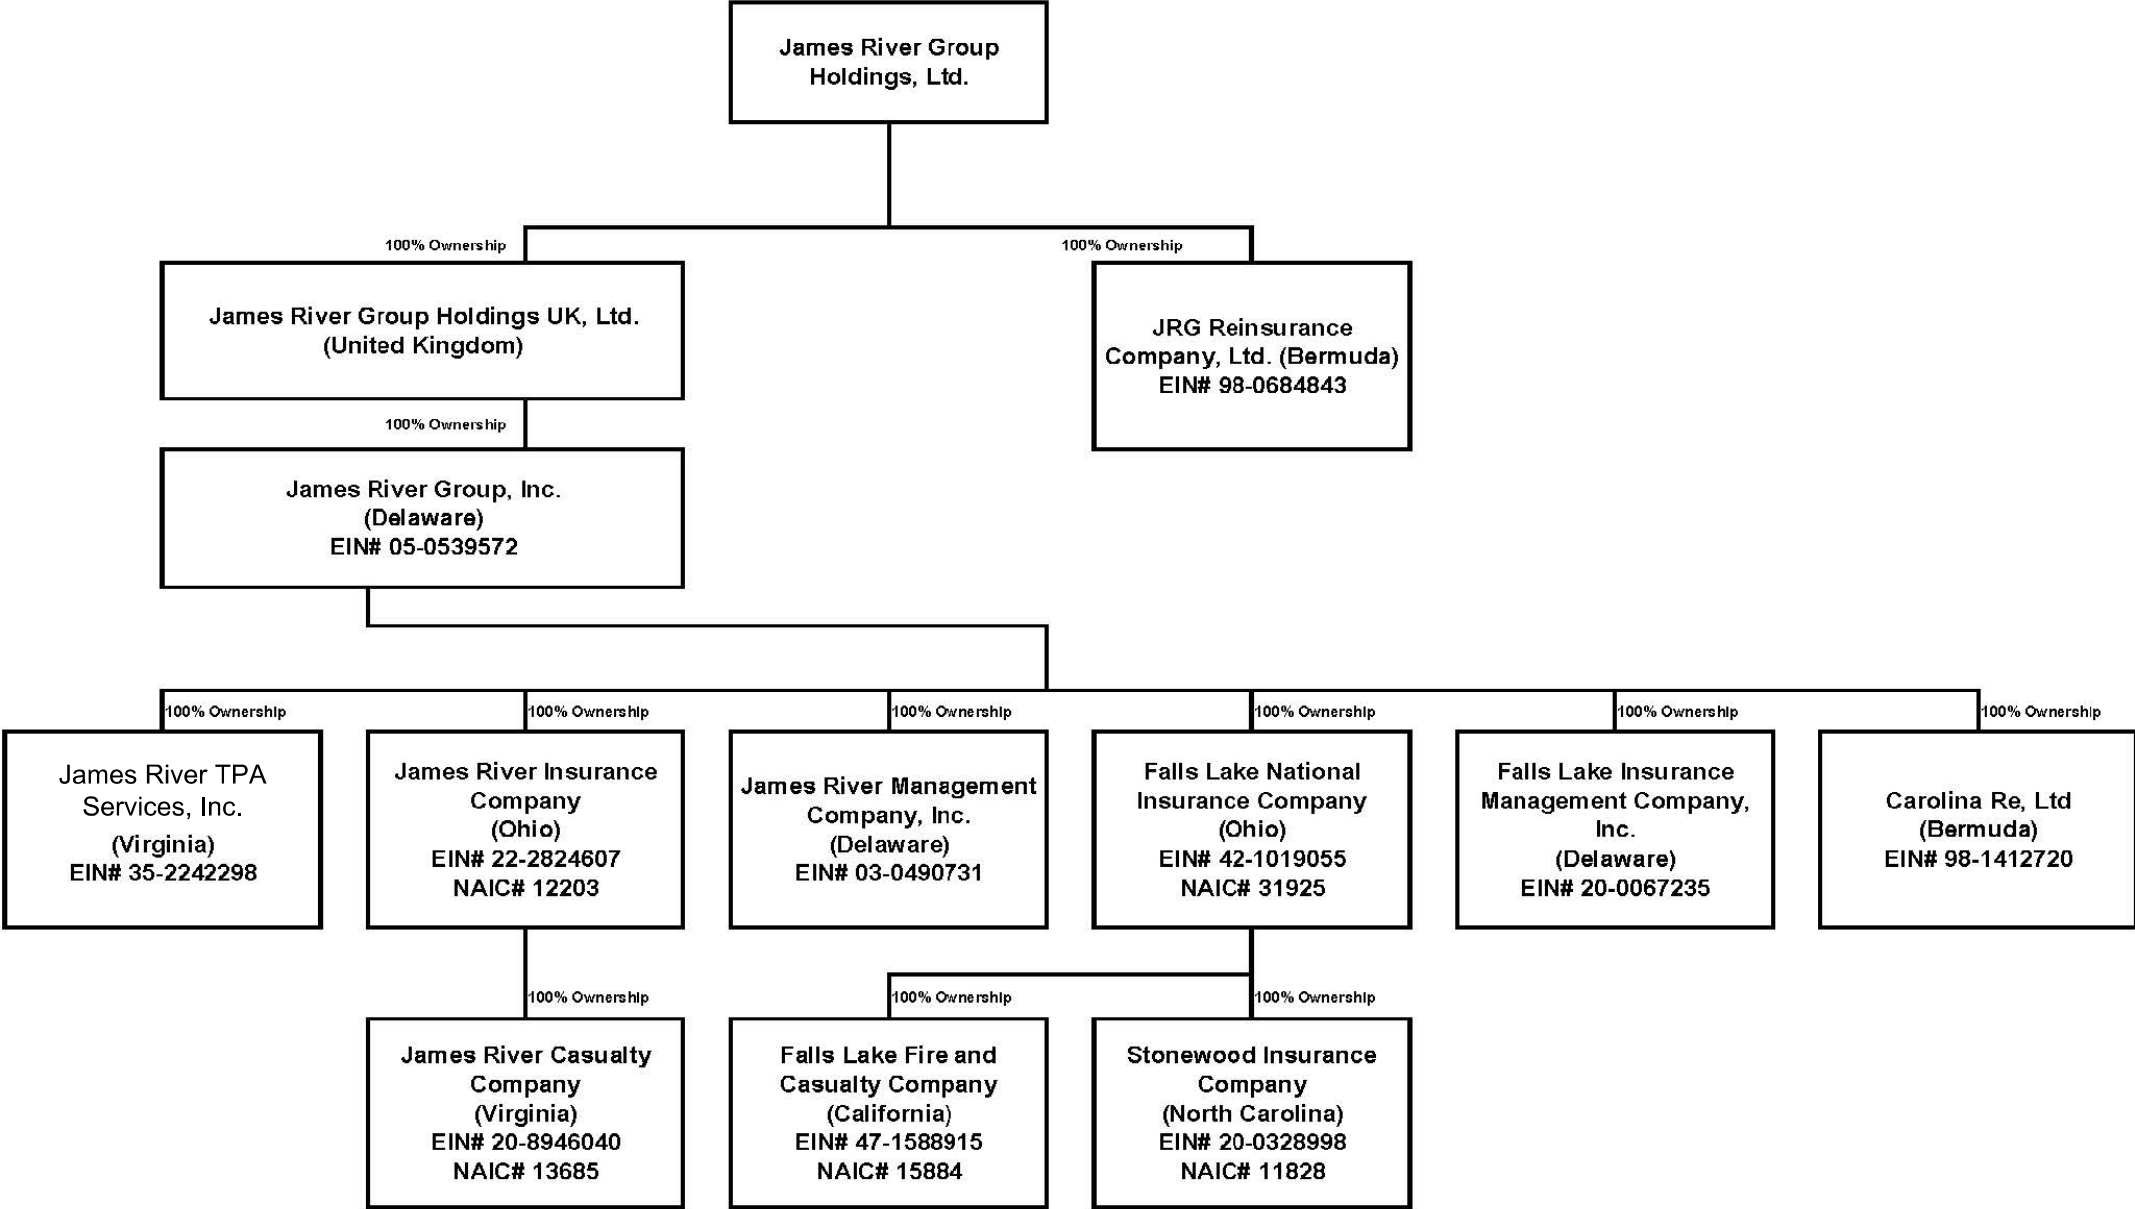 James River Group
Holdings, Ltd.
100% Ownership
100% Ownership
James River Group Holdings UK, Ltd.
(United Kingdom)
JRG Reinsurance
Company, Ltd. (Bermuda)
EIN# 98-0684843
100% Ownership
James River Group, Inc.
(Delaware)
EIN# 05-0539572
100% Ownership
100% Ownership
100% Ownership
100% Ownership
100% Ownership
100% Ownership
James River TPA
Services, Inc.
(Virginia)
EIN# 35-2242298
James River Insurance
Company
(Ohio)
EIN# 22-2824607
NAIC# 12203
James River Management
Company, Inc.
(Delaware)
EIN# 03-0490731
Falls Lake National
Insurance Company
(Ohio)
EIN# 42-1019055
NAIC# 31925
Falls Lake Insurance
Management Company,
Inc.
(Delaware)
EIN# 20-0067235
Carolina Re, Ltd
(Bermuda)
EIN# 98-1412720
100% Ownership
100% Ownership
100% Ownership
James River Casualty
Company
(Virginia)
EIN# 20-8946040
NAIC# 13685
Falls Lake Fire and
Casualty Company
(California)
EIN# 47-1588915
NAIC# 15884
Stonewood Insurance
Company
(North Carolina)
EIN# 20-0328998
NAIC# 11828